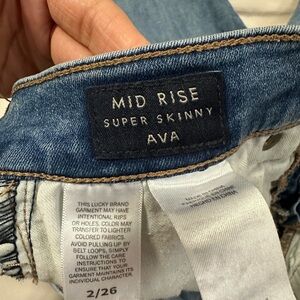 MID RISE
SUPER SKINNY
AVA
THIS LUCKY BRAND
GARMENT MAY HAVE
INTENTIONAL RIPS
OR HOLES, COLOR MAY
TRANSFER TO LIGHTER
COLORED FABRICS.
AVOID PULLING UP BY
BELT LOOPS, SIMPLY
FOLLOW THE CARE
INSTRUCTIONS TO
ENSURE THAT YOUR
GARMENT MAINTAINS ITS
INDIVIDUAL CHARACTER.
2/26